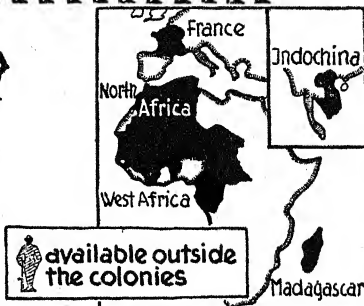 France
Indochina
North
Africa
West Africa
available outside
the colonies
Madagascar